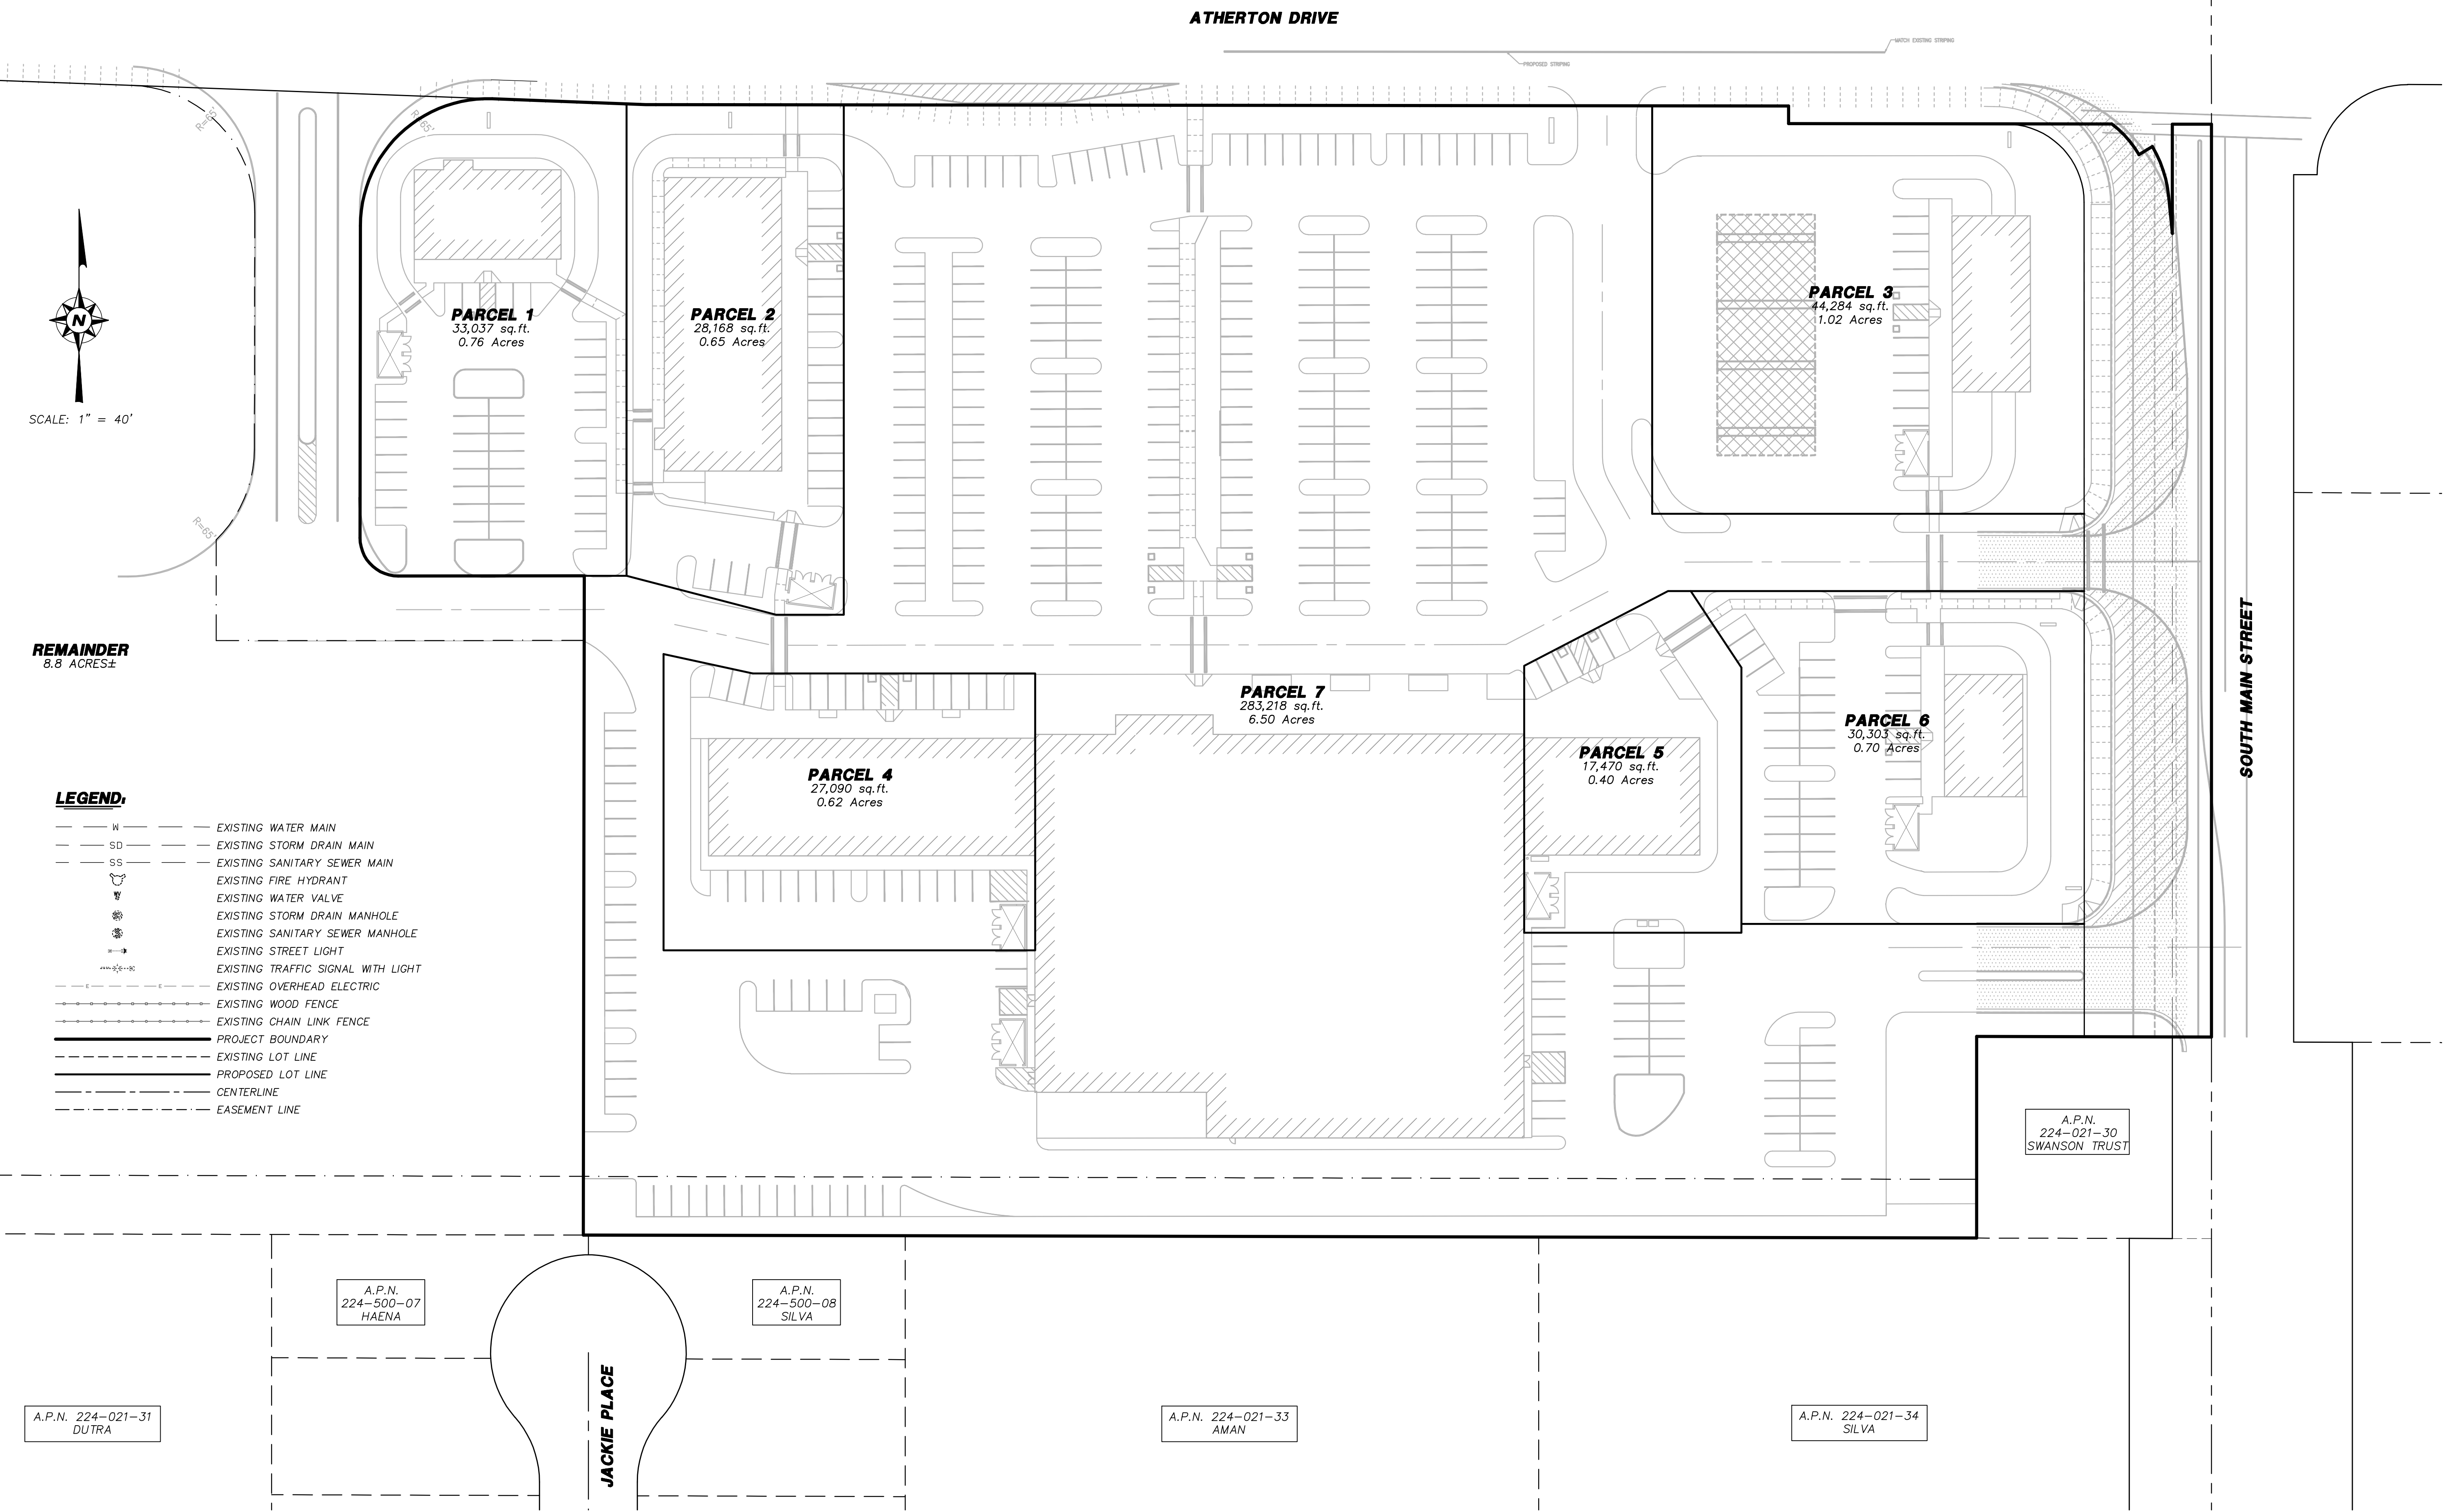 ATHERTON DRIVE
MATCH EXISTING STRIPING
PROPOSED STRIPING
R=65'
R=65'
R=65'
N
SCALE: 1" = 40'
PARCEL 1
33,037 sq.ft.
0.76 Acres
PARCEL 2
28,168 sq.ft.
0.65 Acres
PARCEL 3
44,284 sq.ft.
1.02 Acres
REMAINDER
8.8 ACRES±
PARCEL 7
283,218 sq.ft.
6.50 Acres
PARCEL 4
27,090 sq.ft.
0.62 Acres
PARCEL 5
17,470 sq.ft.
0.40 Acres
PARCEL 6
30,303 sq.ft.
0.70 Acres
SOUTH MAIN STREET
LEGEND:
W EXISTING WATER MAIN
SD EXISTING STORM DRAIN MAIN
SS EXISTING SANITARY SEWER MAIN
EXISTING FIRE HYDRANT
WV EXISTING WATER VALVE
EXISTING STORM DRAIN MANHOLE
EXISTING SANITARY SEWER MANHOLE
EXISTING STREET LIGHT
EXISTING TRAFFIC SIGNAL WITH LIGHT
E E EXISTING OVERHEAD ELECTRIC
EXISTING WOOD FENCE
EXISTING CHAIN LINK FENCE
PROJECT BOUNDARY
EXISTING LOT LINE
PROPOSED LOT LINE
CENTERLINE
EASEMENT LINE
A.P.N.
224-021-30
SWANSON TRUST
A.P.N.
224-500-07
HAENA
A.P.N.
224-500-08
SILVA
JACKIE PLACE
A.P.N. 224-021-31
DUTRA
A.P.N. 224-021-33
AMAN
A.P.N. 224-021-34
SILVA